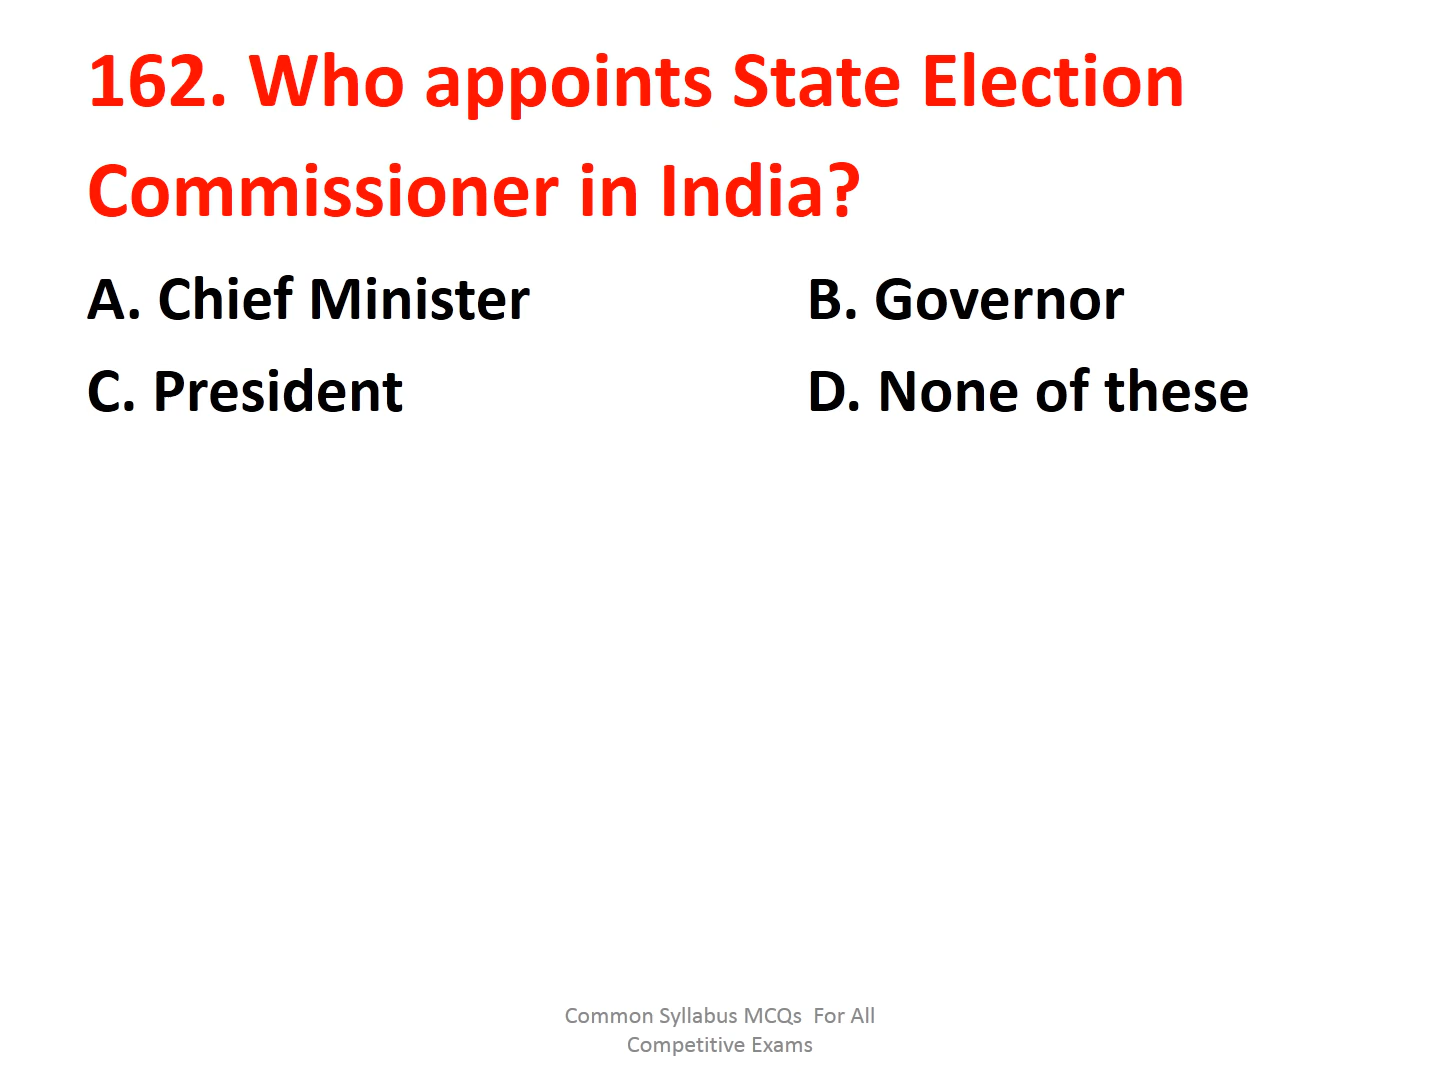 162. Who appoints State Election
Commissioner in India?
A. Chief Minister B. Governor
C. President D. None of these
Common Syllabus MCQs For All
Competitive Exams